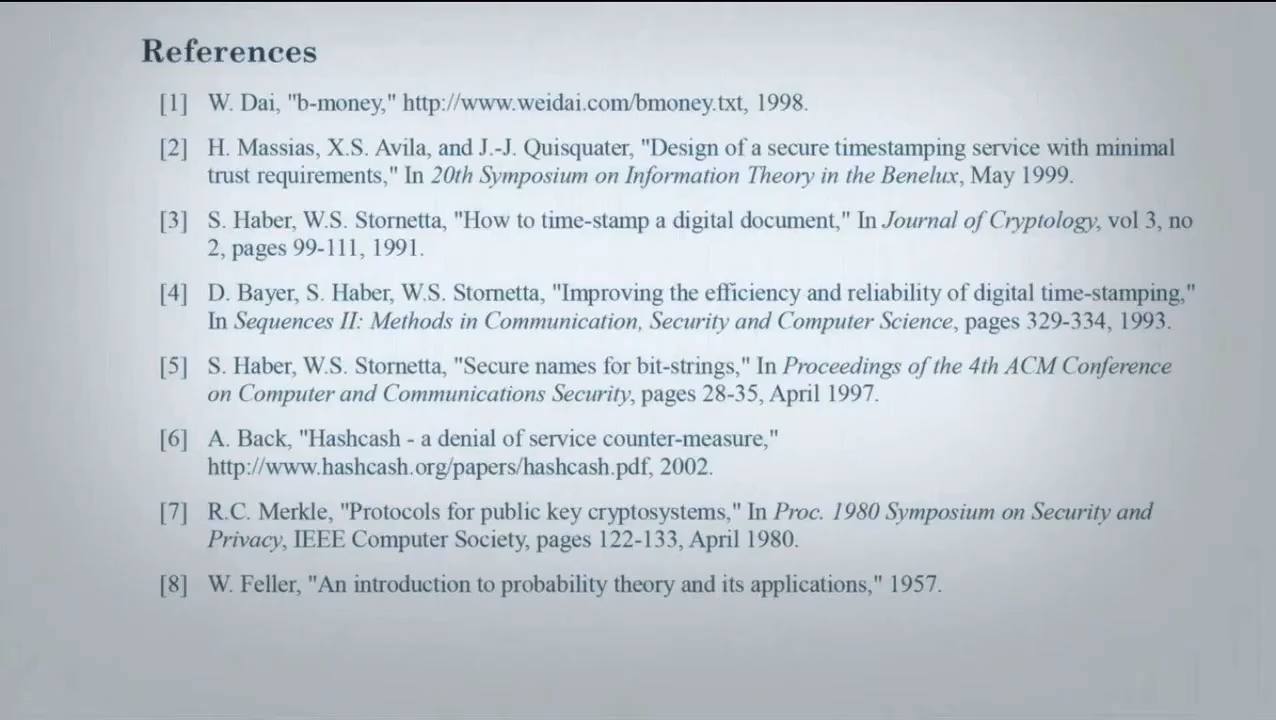 References
[1] W. Dai, "b-money," http://www.weidai.com/bmoney.txt, 1998.
[2] H. Massias, X.S. Avila, and J.-J. Quisquater, "Design of a secure timestamping service with minimal
trust requirements," In 20th Symposium on Information Theory in the Benelux, May 1999.
[3] S. Haber, W.S. Stornetta, "How to time-stamp a digital document," In Journal of Cryptology, vol 3, no
2, pages 99-111, 1991.
[4] D. Bayer, S. Haber, W.S. Stornetta, "Improving the efficiency and reliability of digital time-stamping,"
In Sequences II: Methods in Communication, Security and Computer Science, pages 329-334, 1993.
[5] S. Haber, W.S. Stornetta, "Secure names for bit-strings," In Proceedings of the 4th ACM Conference
on Computer and Communications Security, pages 28-35, April 1997.
[6] A. Back, "Hashcash - a denial of service counter-measure,"
http://www.hashcash.org/papers/hashcash.pdf, 2002.
[7] R.C. Merkle, "Protocols for public key cryptosystems," In Proc. 1980 Symposium on Security and
Privacy, IEEE Computer Society, pages 122-133, April 1980.
[8] W. Feller, "An introduction to probability theory and its applications," 1957.